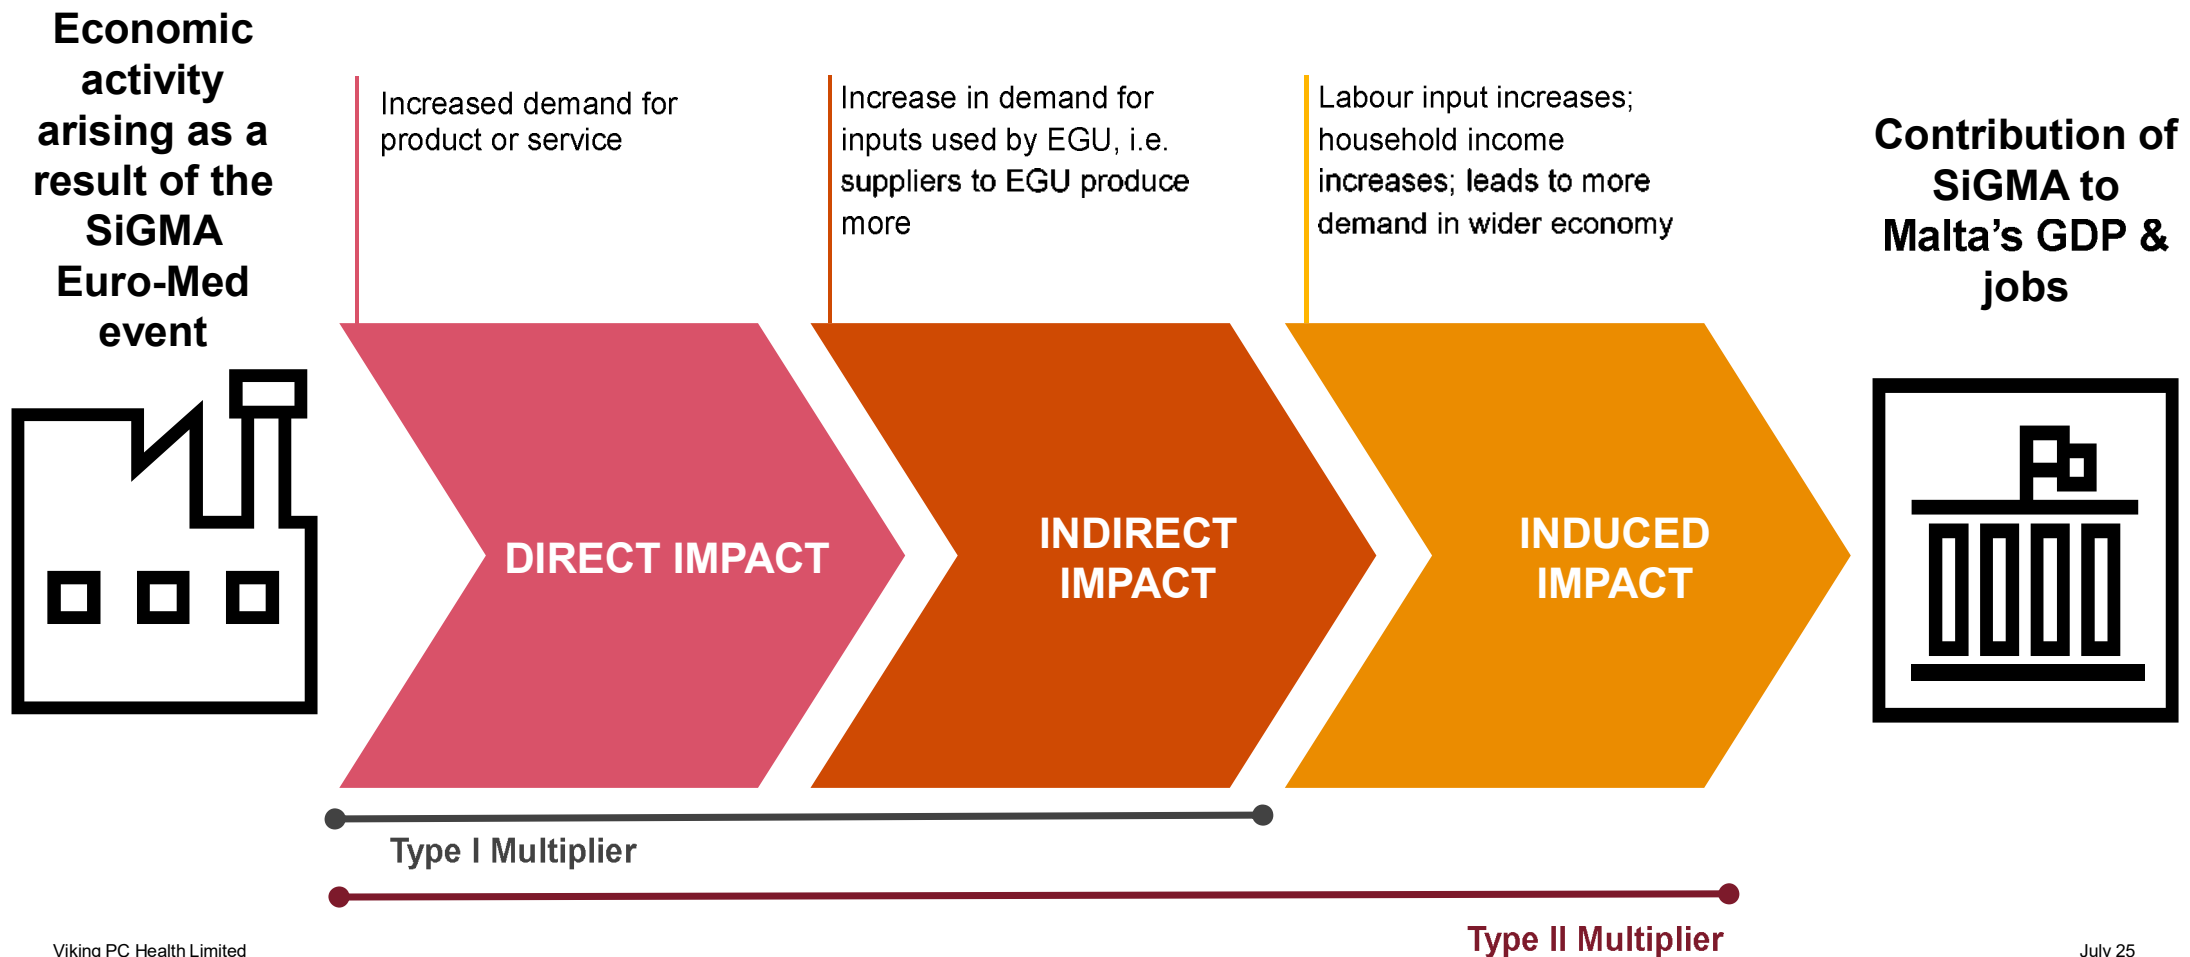 Economic
activity
arising as a
result of the
SiGMA
Euro-Med
event
Increased demand for
product or service
Increase in demand for
inputs used by EGU, i.e.
suppliers to EGU produce
more
Labour input increases;
household income
increases; leads to more
demand in wider economy
Contribution of
SiGMA to
Malta’s GDP &
jobs
DIRECT IMPACT
INDIRECT
IMPACT
INDUCED
IMPACT
Type I Multiplier
Type II Multiplier
Viking PC Health Limited
July 25